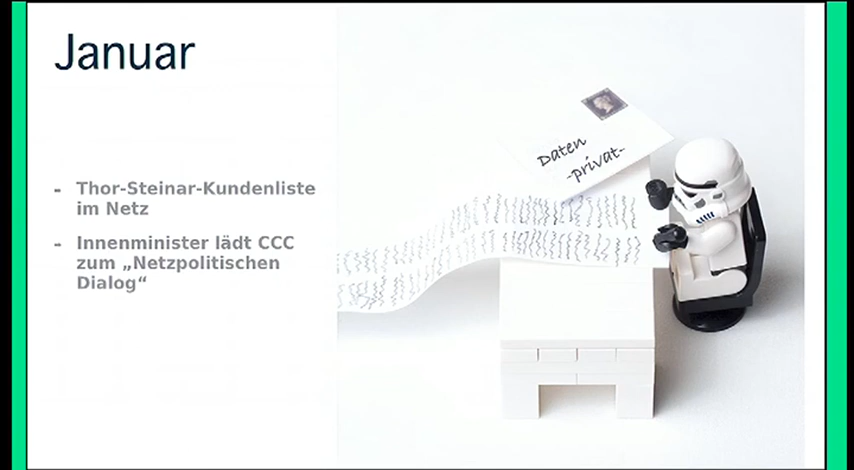 Januar
- Thor-Steinar-Kundenliste
im Netz
- Innenminister lädt CCC
zum „Netzpolitischen
Dialog“
Daten
-privat-